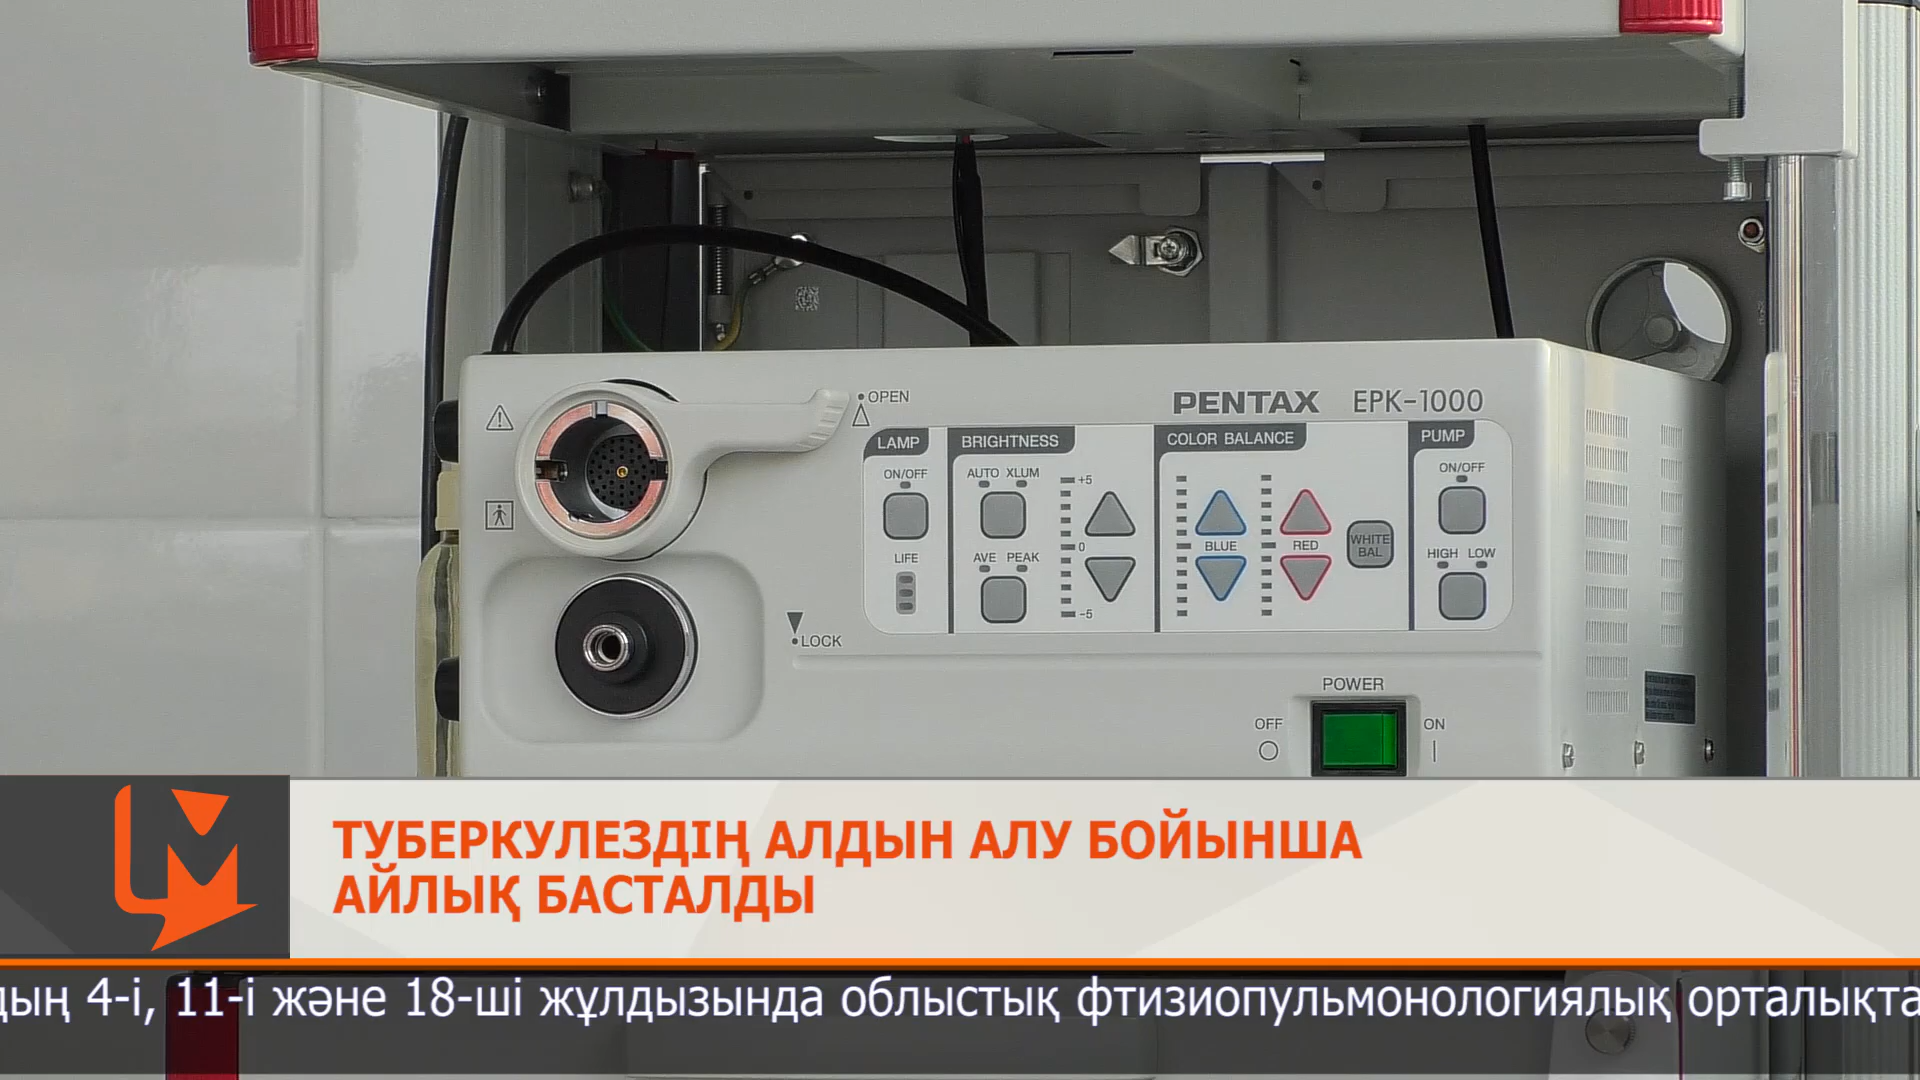 OPEN
PENTAX EPK-1000
LAMP
BRIGHTNESS
COLOR BALANCE
PUMP
ON/OFF
AUTO XLUM
+5
ON/OFF
0
BLUE
RED
WHITE BAL
LIFE
AVE PEAK
HIGH LOW
-5
LOCK
POWER
OFF
ON
ТУБЕРКУЛЕЗДІҢ АЛДЫН АЛУ БОЙЫНША
АЙЛЫҚ БАСТАЛДЫ
дың 4-і, 11-і және 18-ші жұлдызында облыстық фтизиопульмонологиялық орталықта